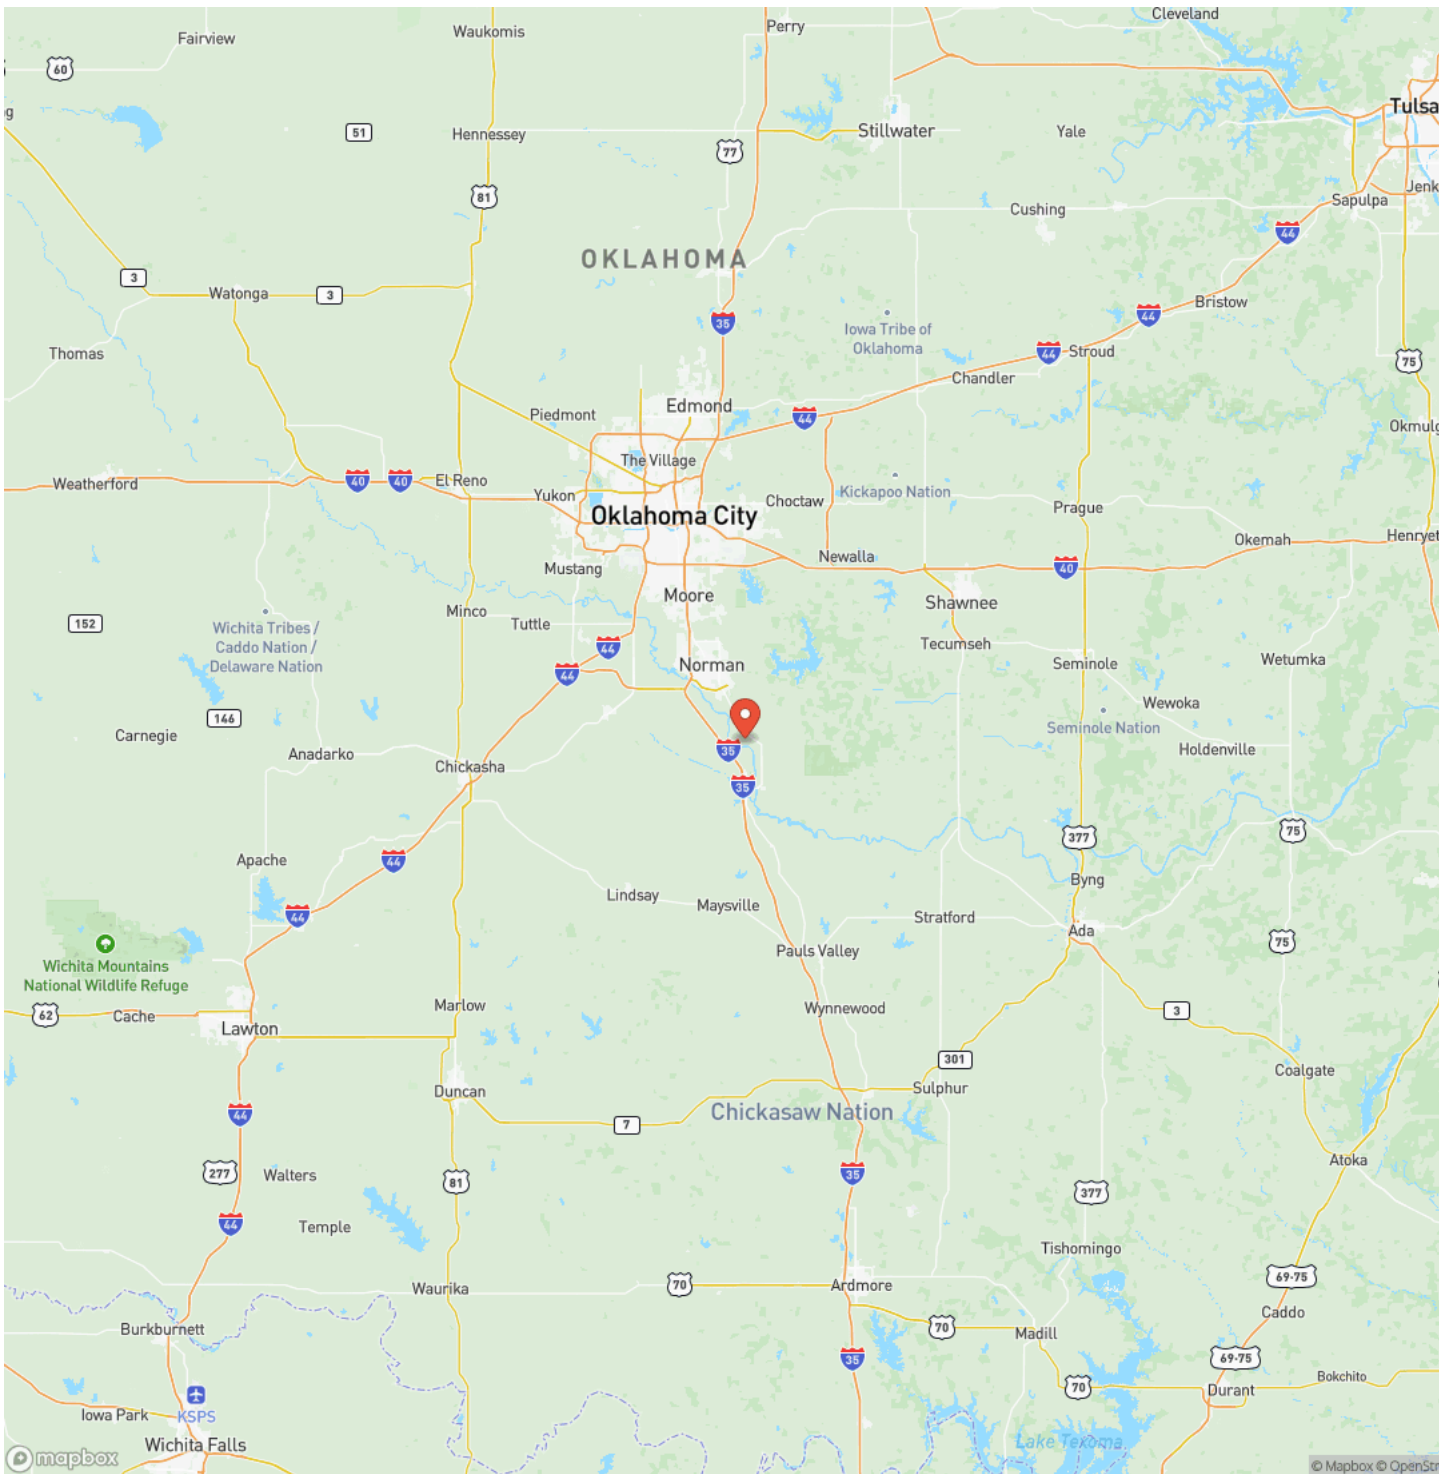 Cleveland
Perry
Waukomis
Fairview
60
Tulsa
51
Hennessey
Stillwater
Yale
77
81
Jenk
Sapulpa
Cushing
44
OKLAHOMA
3
Watonga
3
Bristow
44
35
Iowa Tribe of
Oklahoma
44
Stroud
Thomas
75
Chandler
Edmond
Piedmont
44
Okmulg
The Village
Weatherford
40
40
El Reno
Yukon
Choctaw
Kickapoo Nation
Prague
Oklahoma City
Okemah
Henryet
Newalla
Mustang
40
Moore
Shawnee
Minco
Tuttle
152
Wichita Tribes /
Caddo Nation /
Delaware Nation
44
Tecumseh
44
Norman
Seminole
Wetumka
Wewoka
146
Seminole Nation
Carnegie
Anadarko
35
Holdenville
Chickasha
35
377
75
Apache
44
Byng
44
Lindsay
Maysville
Stratford
Ada
75
Pauls Valley
Wichita Mountains
National Wildlife Refuge
62
Cache
Lawton
Marlow
Wynnewood
3
301
Coalgate
Duncan
Sulphur
44
Chickasaw Nation
7
277
Walters
81
35
Atoka
377
44
Temple
Tishomingo
Waurika
70
Ardmore
69-75
Caddo
Burkburnett
70
Madill
35
69-75
70
Durant
Bokchito
KSPS
Iowa Park
Wichita Falls
Lake Texoma
mapbox
© Mapbox © OpenStr